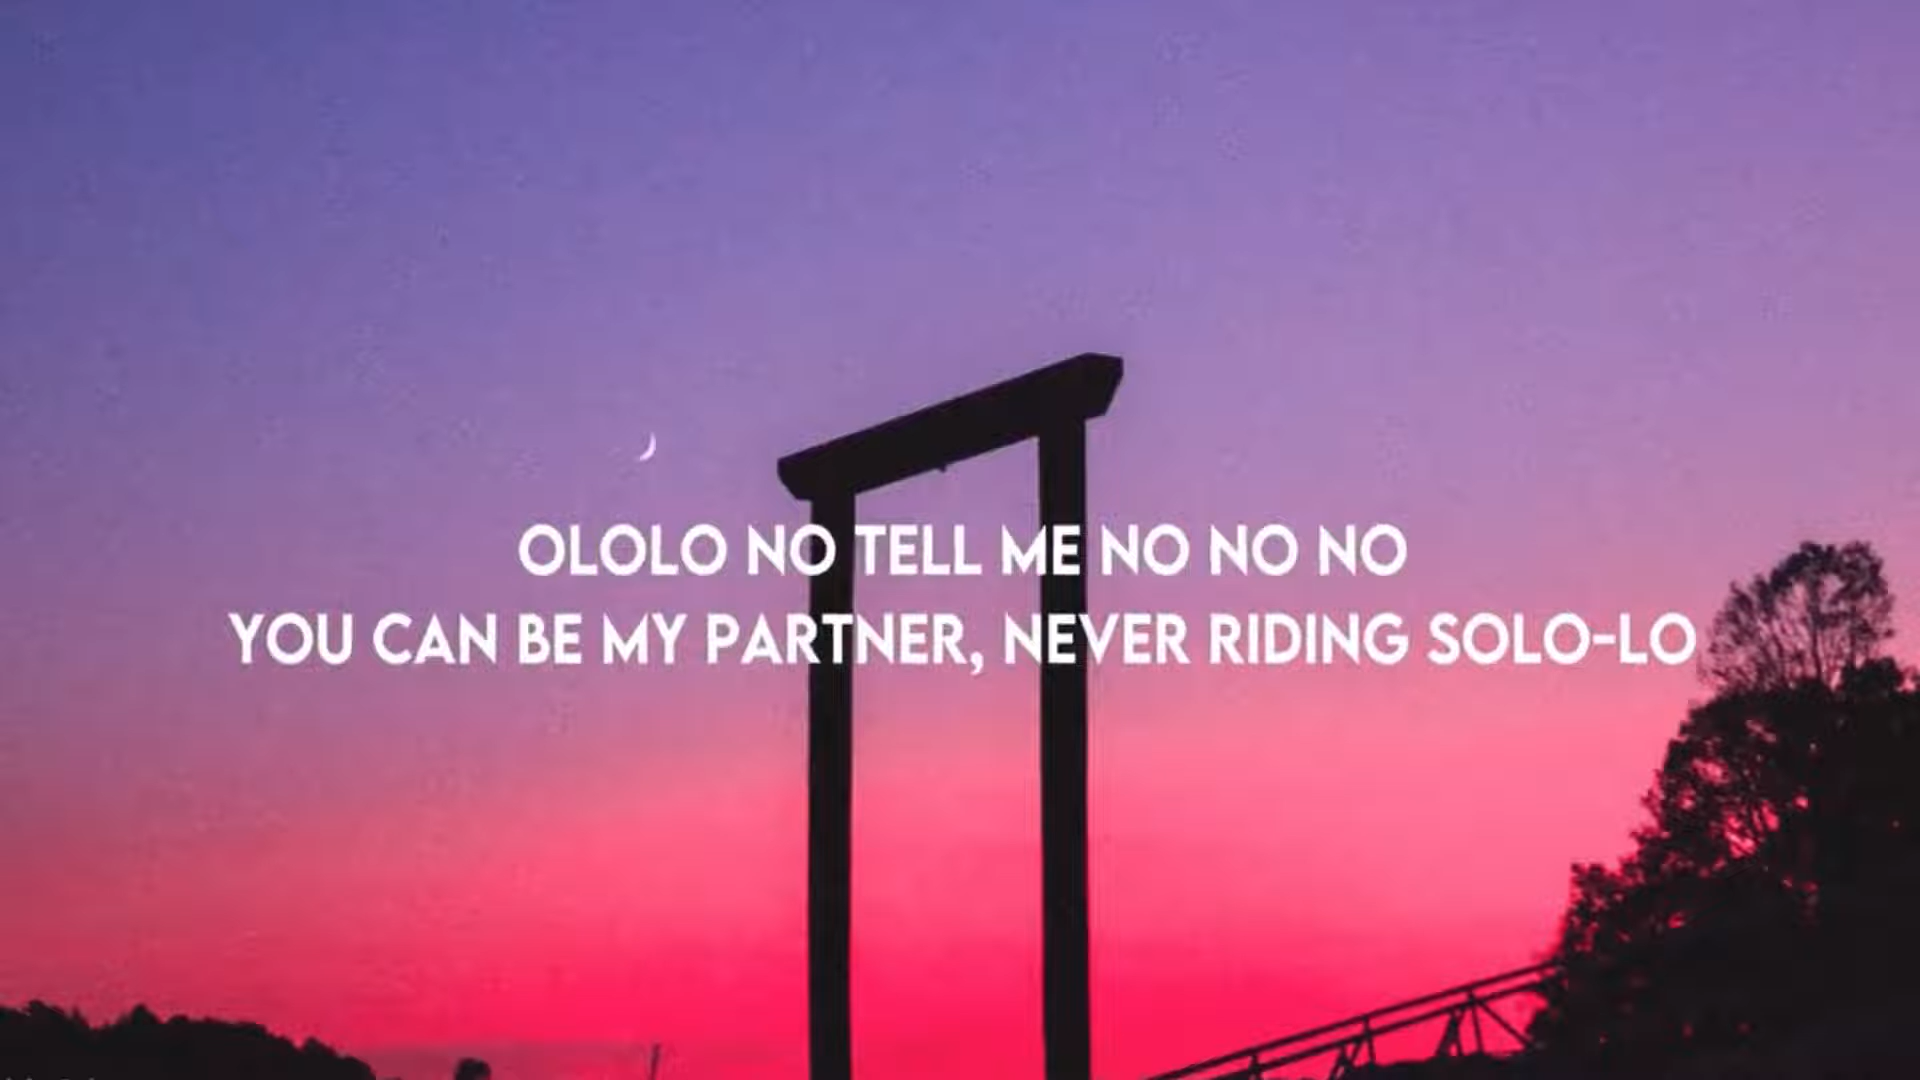 OLOLO NO TELL ME NO NO NO
YOU CAN BE MY PARTNER, NEVER RIDING SOLO-LO